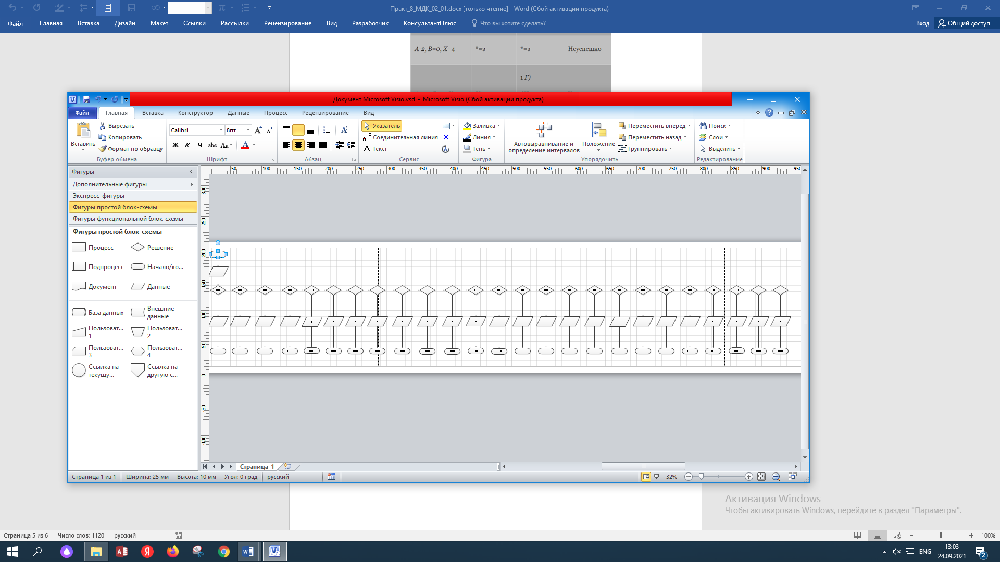 Практ_8_МДК_02_01.docx [только чтение] - Word (Сбой активации продукта)
Файл Главная Вставка Дизайн Макет Ссылки Рассылки Рецензирование Вид Разработчик КонсультантПлюс Что вы хотите сделать? Вход Общий доступ
A-2, B=0, X- 4 *=3 *=3 Неуспешно
1 Г)
Документ Microsoft Visio.vsd - Microsoft Visio (Сбой активации продукта)
Файл Главная Вставка Конструктор Данные Процесс Рецензирование Вид
Вставить
Вырезать
Копировать
Формат по образцу
Буфер обмена
Calibri 8пт
Ж К Ч abc Aa A
Шрифт
Абзац
Указатель
Соединительная линия
Текст
Сервис
Заливка
Линия
Тень
Фигура
Автовыравнивание и
определение интервалов
Положение
Переместить вперед
Переместить назад
Группировать
Упорядочить
Поиск
Слои
Выделить
Редактирование
Фигуры
Дополнительные фигуры
Экспресс-фигуры
Фигуры простой блок-схемы
Фигуры функциональной блок-схемы
Фигуры простой блок-схемы
Процесс Решение
Подпроцесс Начало/ко...
Документ Данные
База данных Внешние
данные
Пользоват... Пользоват...
1 2
Пользоват... Пользоват...
3 4
Ссылка на Ссылка на
текущу... другую с...
50 100 150 200 250 300 350 400 450 500 550 600 650 700 750 800 850 900 950
300
250
200
150
100
50
0
-50
-100
Страница-1
Страница 1 из 1 Ширина: 25 мм Высота: 10 мм Угол: 0 град русский 32%
Активация Windows
Чтобы активировать Windows, перейдите в раздел "Параметры".
Страница 5 из 6 Число слов: 1120 русский 100%
ENG 13:03
24.09.2021
2